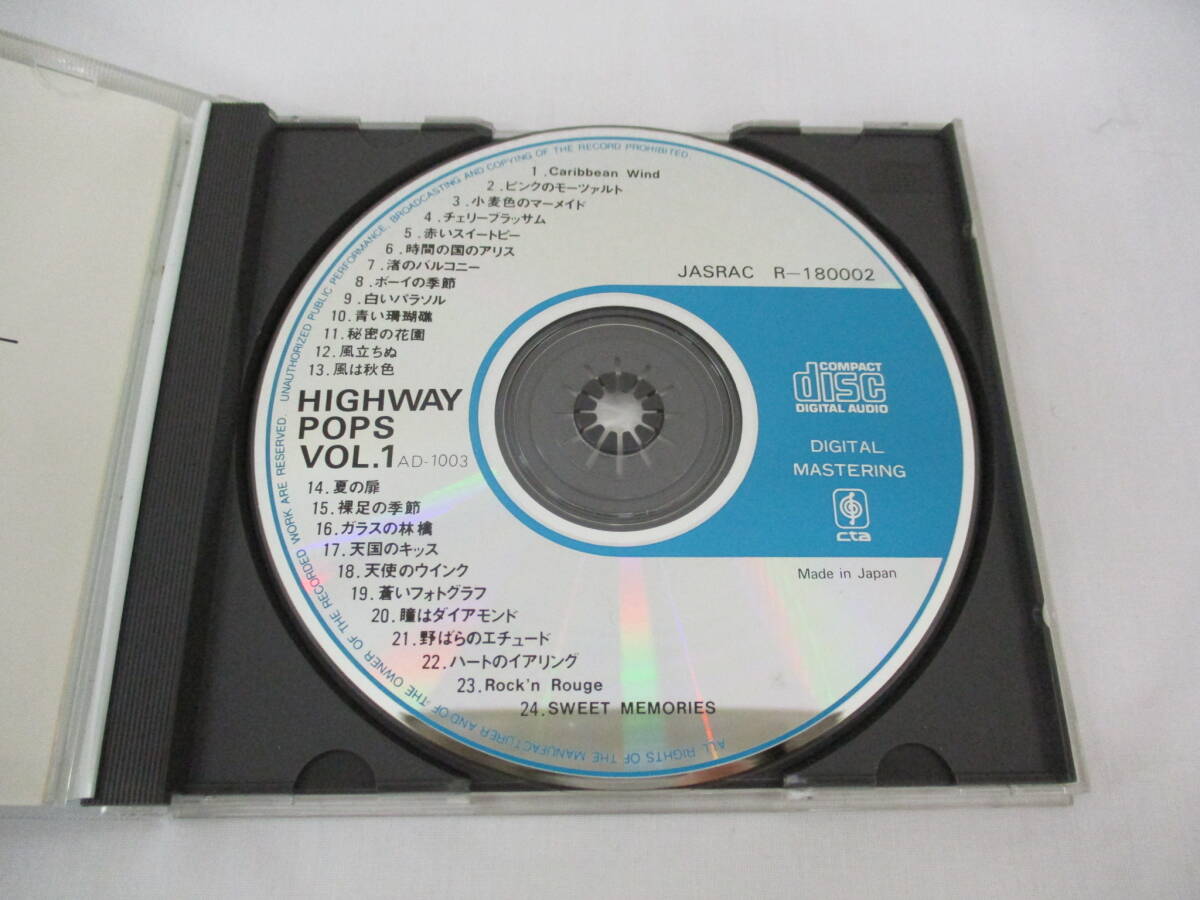 1.Caribbean Wind
2.ピンクのモーツァルト
3.小麦色のマーメイド
4.チェリーブラッサム
5.赤いスイートピー
6.時間の国のアリス
7.渚のバルコニー
8.ボーイの季節
9.白いパラソル
10.青い珊瑚礁
11.秘密の花園
12.風立ちぬ
13.風は秋色
HIGHWAY
POPS
VOL.1 AD-1003
14.夏の扉
15.裸足の季節
16.ガラスの林檎
17.天国のキッス
18.天使のウインク
19.蒼いフォトグラフ
20.瞳はダイアモンド
21.野ばらのエチュード
22.ハートのイアリング
23.Rock'n Rouge
24.SWEET MEMORIES
JASRAC R-180002
COMPACT
disc
DIGITAL AUDIO
DIGITAL
MASTERING
cta
Made in Japan
ALL RIGHTS OF THE MANUFACTURER AND OF THE OWNER OF THE RECORDED WORK ARE RESERVED. UNAUTHORIZED PUBLIC PERFORMANCE, BROADCASTING AND COPYING OF THE RECORD PROHIBITED.